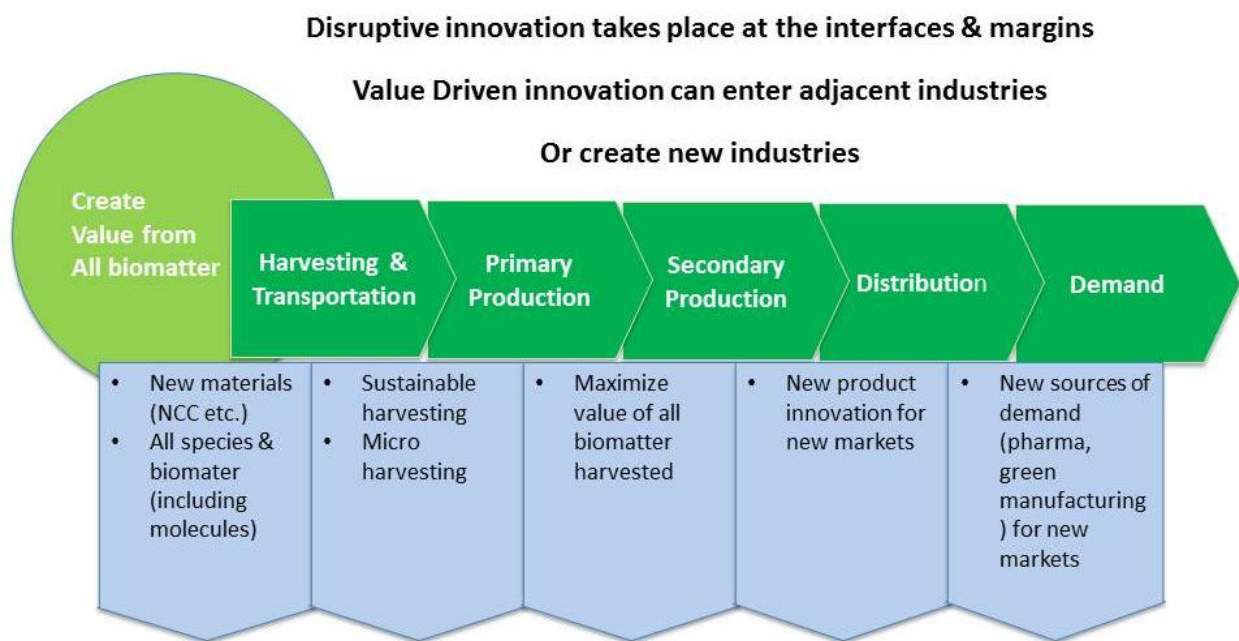 Disruptive innovation takes place at the interfaces & margins
Value Driven innovation can enter adjacent industries
Or create new industries
Create
Value from
All biomatter
Harvesting &
Transportation
Primary
Production
Secondary
Production
Distribution
Demand
• New materials
(NCC etc.)
• All species &
biomater
(including
molecules)
• Sustainable
harvesting
• Micro
harvesting
• Maximize
value of all
biomatter
harvested
• New product
innovation for
new markets
• New sources of
demand
(pharma,
green
manufacturing
) for new
markets